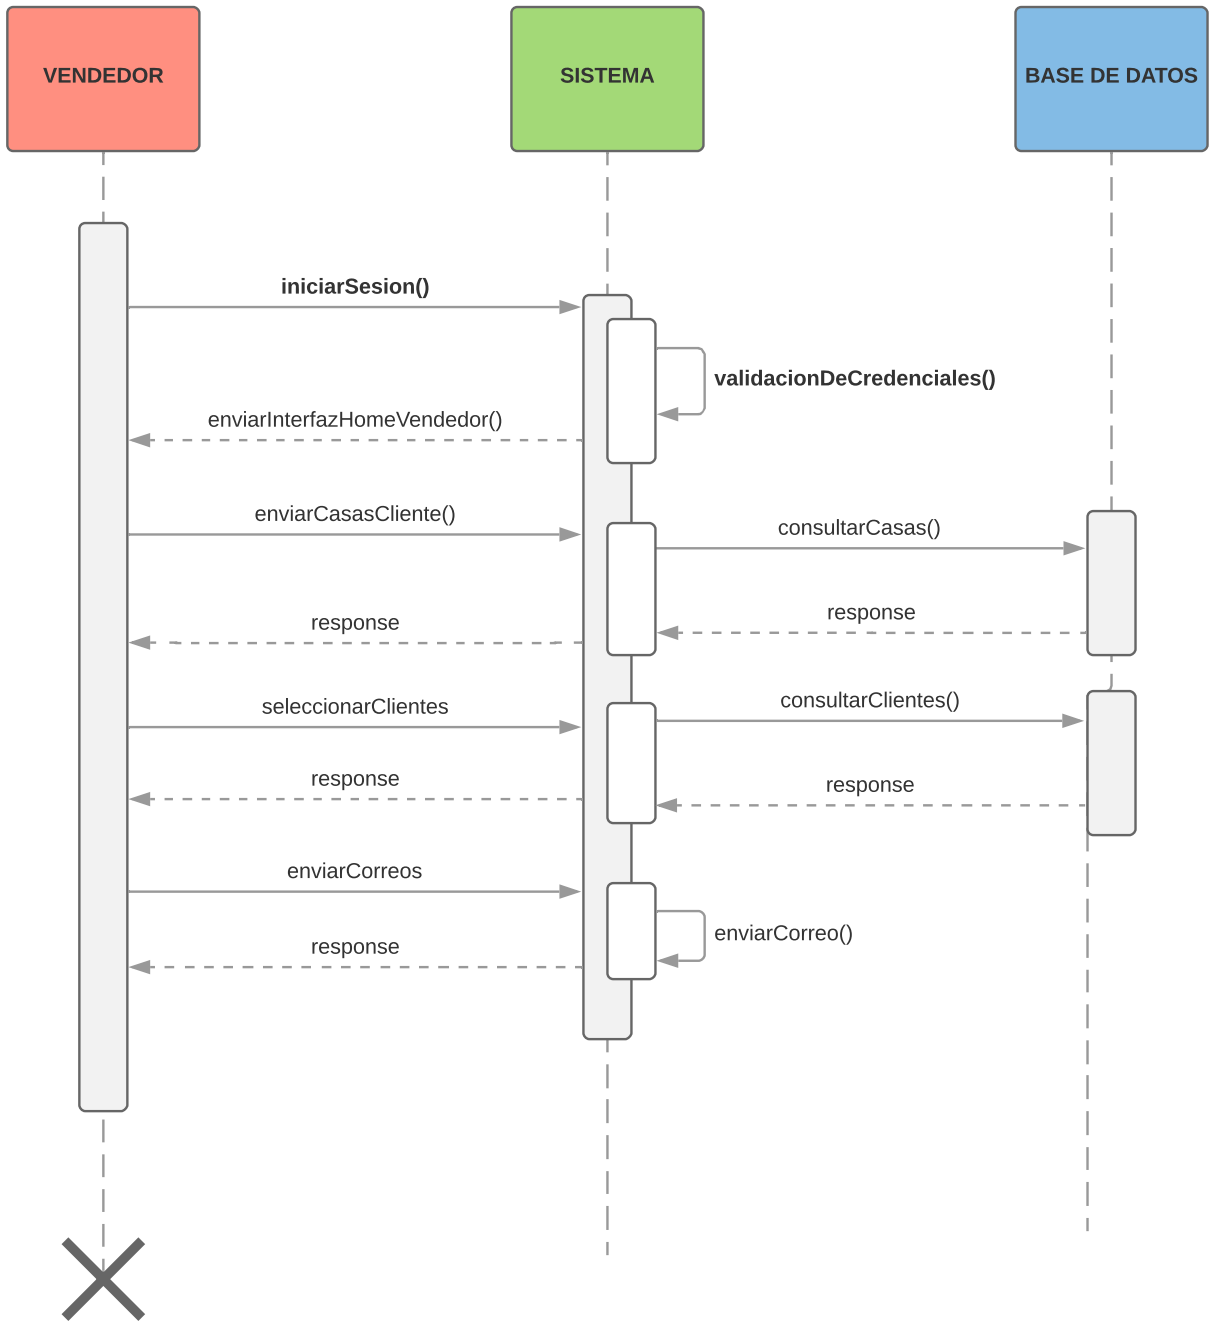 VENDEDOR
SISTEMA
BASE DE DATOS
iniciarSesion()
validacionDeCredenciales()
enviarInterfazHomeVendedor()
enviarCasasCliente()
consultarCasas()
response
response
consultarClientes()
seleccionarClientes
response
response
enviarCorreos
enviarCorreo()
response